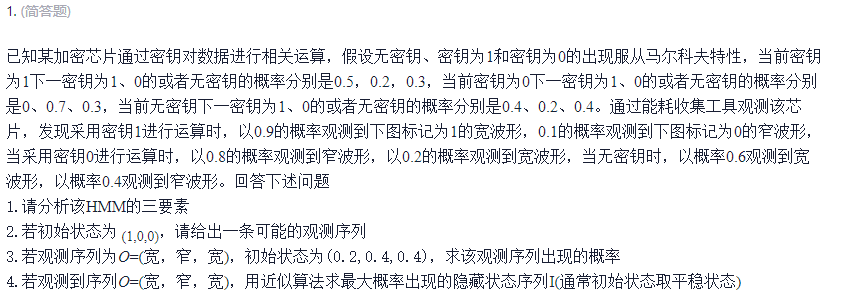 1. (简答题)
已知某加密芯片通过密钥对数据进行相关运算，假设无密钥、密钥为1和密钥为0的出现服从马尔科夫特性，当前密钥
为1下一密钥为1、0的或者无密钥的概率分别是0.5，0.2，0.3，当前密钥为0下一密钥为1、0的或者无密钥的概率分别
是0、0.7、0.3，当前无密钥下一密钥为1、0的或者无密钥的概率分别是0.4、0.2、0.4。通过能耗收集工具观测该芯
片，发现采用密钥1进行运算时，以0.9的概率观测到下图标记为1的宽波形，0.1的概率观测到下图标记为0的窄波形，
当采用密钥0进行运算时，以0.8的概率观测到窄波形，以0.2的概率观测到宽波形，当无密钥时，以概率0.6观测到宽
波形，以概率0.4观测到窄波形。回答下述问题
1.请分析该HMM的三要素
2.若初始状态为 (1,0,0)，请给出一条可能的观测序列
3.若观测序列为O=(宽，窄，宽)，初始状态为(0.2,0.4,0.4)，求该观测序列出现的概率
4.若观测到序列O=(宽，窄，宽)，用近似算法求最大概率出现的隐藏状态序列I(通常初始状态取平稳状态)